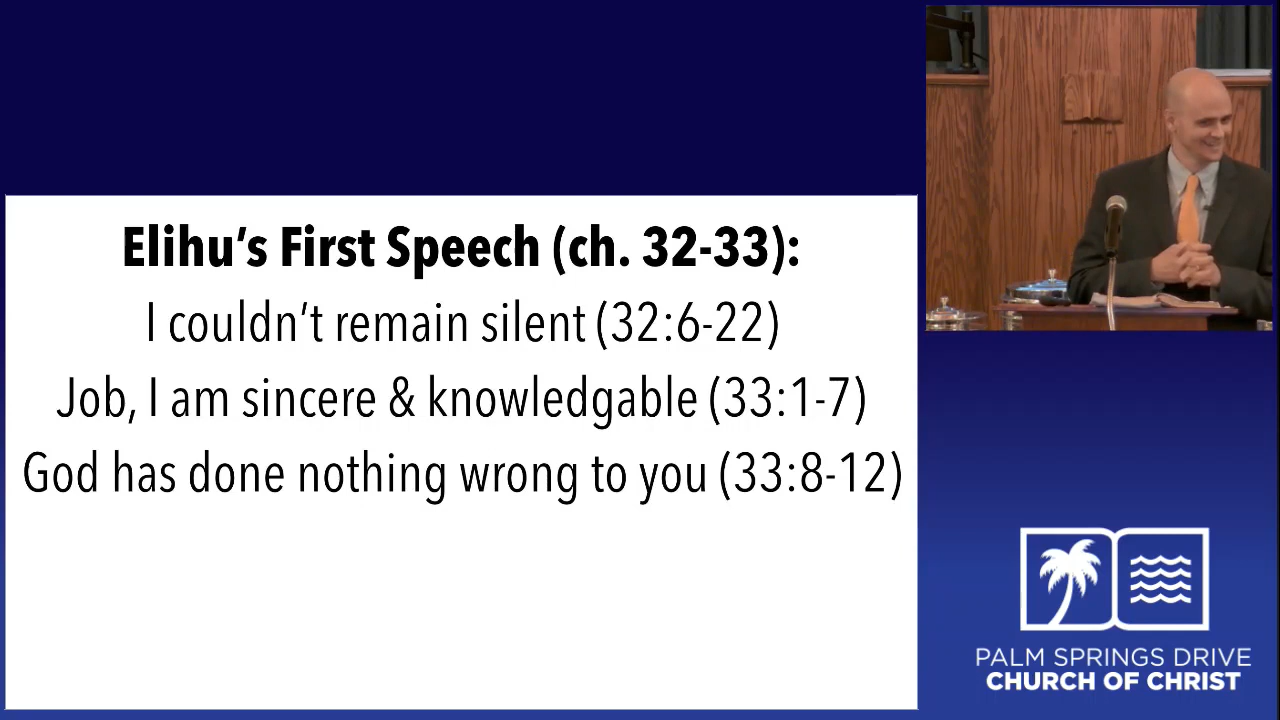 Elihu’s First Speech (ch. 32-33):
I couldn’t remain silent (32:6-22)
Job, I am sincere & knowledgable (33:1-7)
God has done nothing wrong to you (33:8-12)
PALM SPRINGS DRIVE
CHURCH OF CHRIST